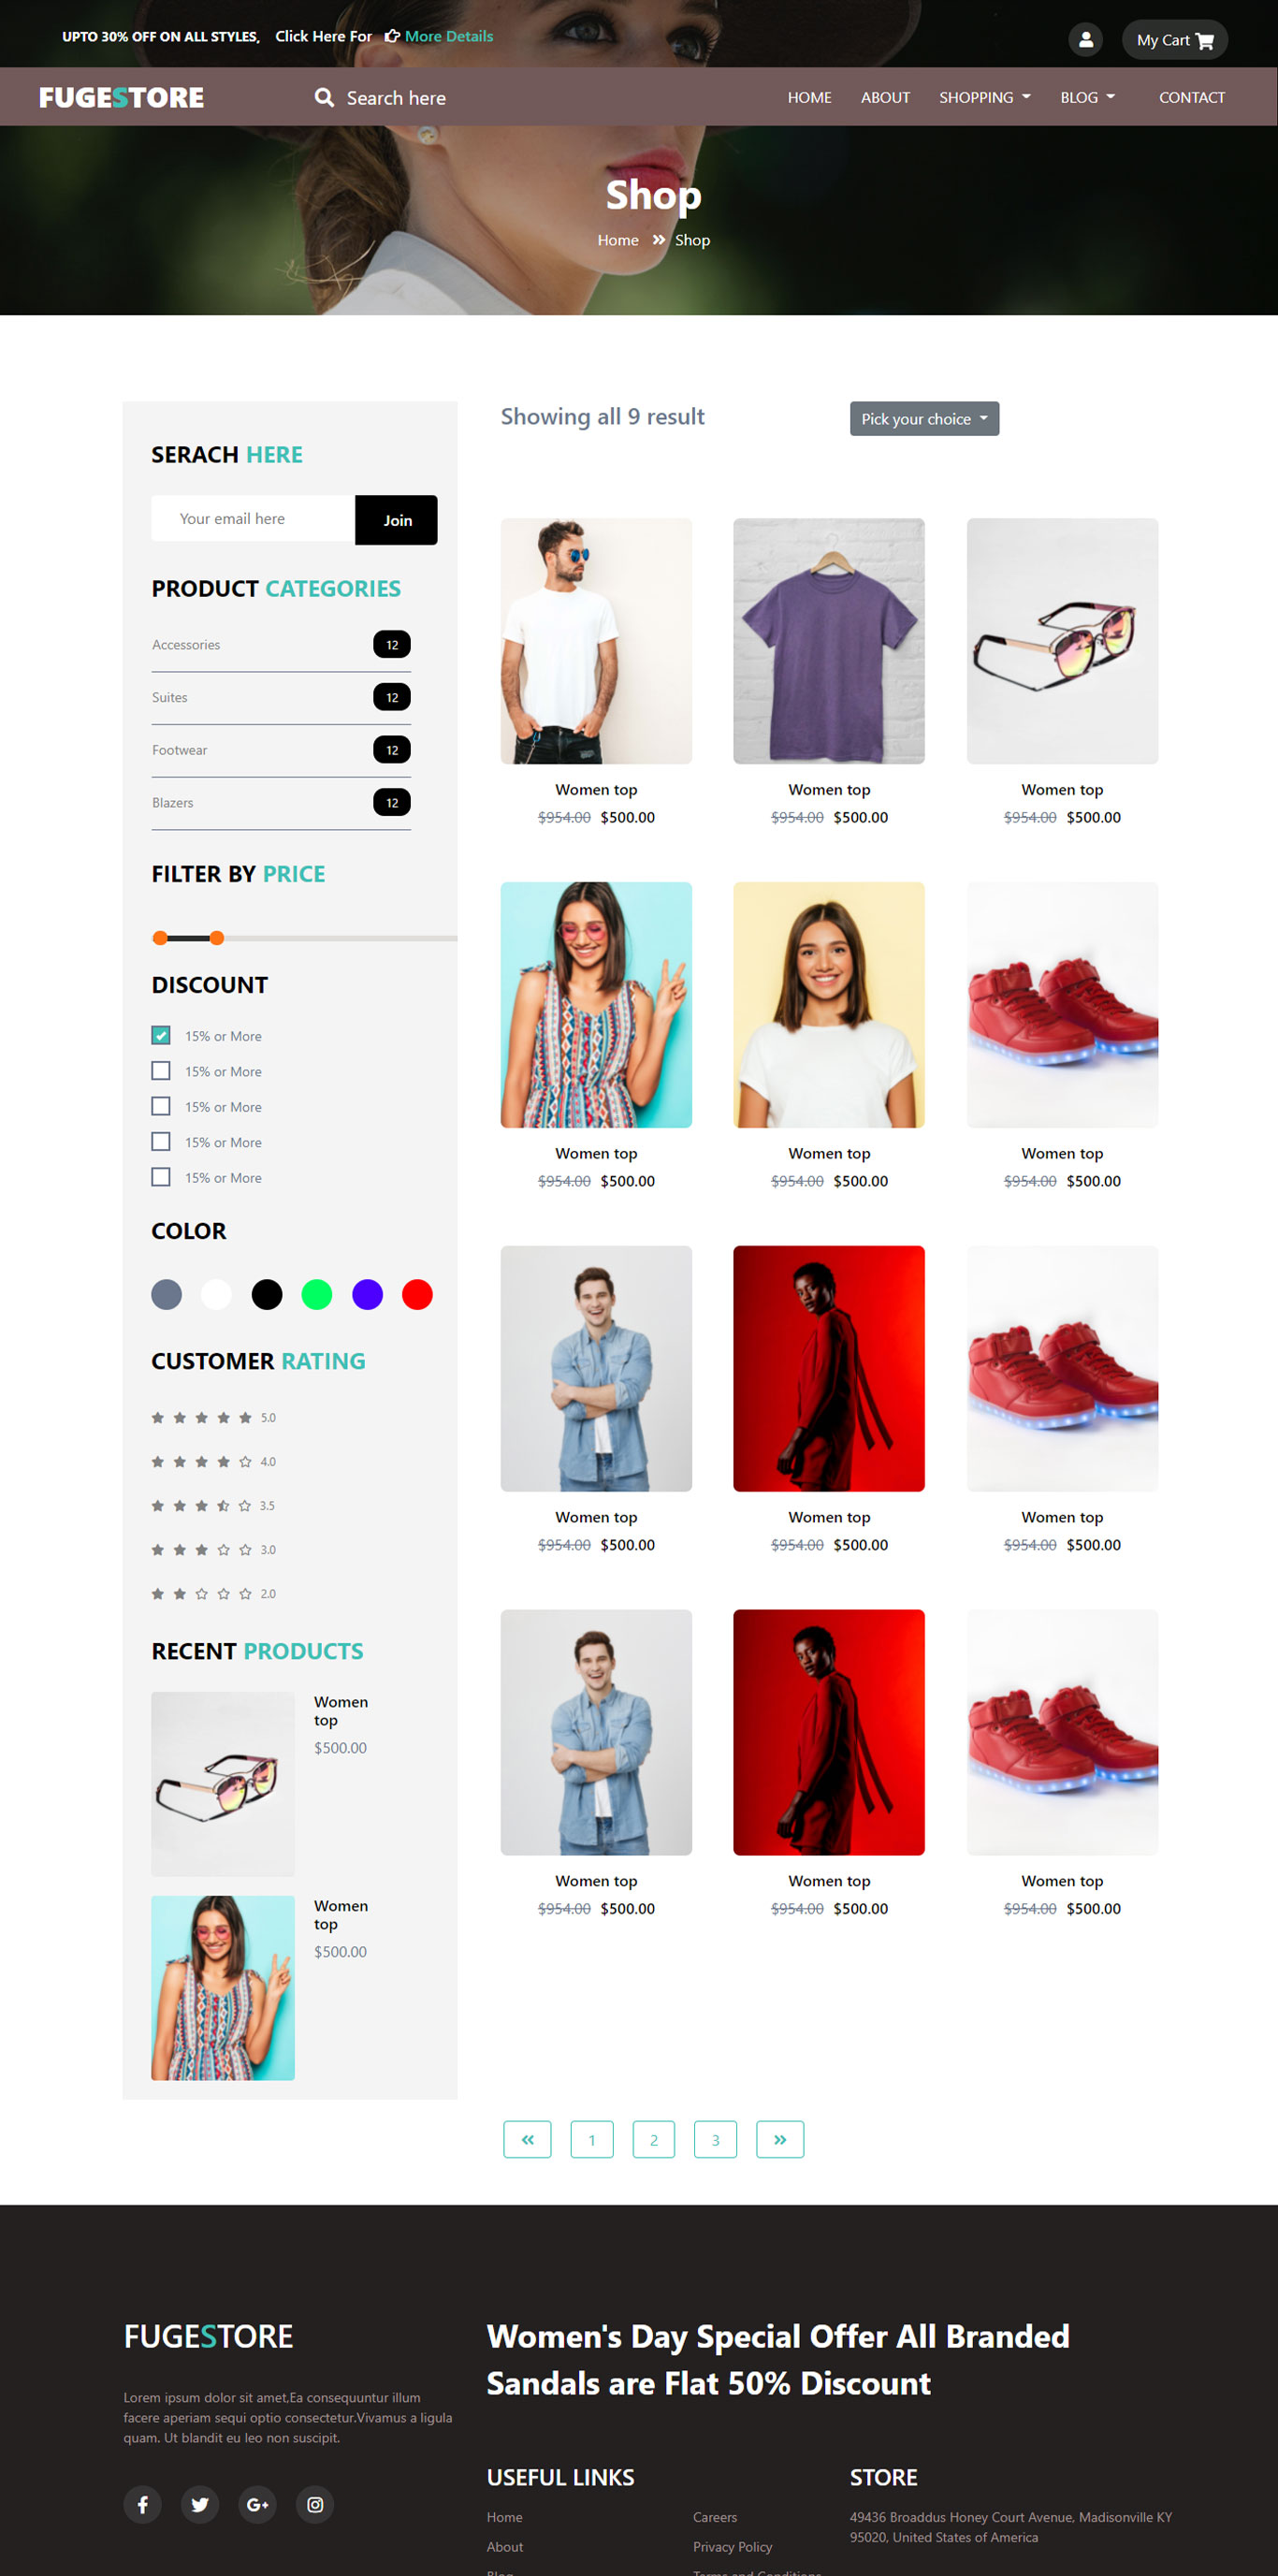 UPTO 30% OFF ON ALL STYLES, Click Here For More Details
My Cart
FUGESTORE
Search here
HOME ABOUT SHOPPING BLOG CONTACT
Shop
Home Shop
SERACH HERE
Your email here Join
PRODUCT CATEGORIES
Accessories 12
Suites 12
Footwear 12
Blazers 12
FILTER BY PRICE
DISCOUNT
15% or More
15% or More
15% or More
15% or More
15% or More
COLOR
CUSTOMER RATING
5.0
4.0
3.5
3.0
2.0
RECENT PRODUCTS
Women
top
$500.00
Women
top
$500.00
Showing all 9 result
Pick your choice
Women top Women top Women top
$954.00 $500.00 $954.00 $500.00 $954.00 $500.00
Women top Women top Women top
$954.00 $500.00 $954.00 $500.00 $954.00 $500.00
Women top Women top Women top
$954.00 $500.00 $954.00 $500.00 $954.00 $500.00
Women top Women top Women top
$954.00 $500.00 $954.00 $500.00 $954.00 $500.00
« 1 2 3 »
FUGESTORE
Lorem ipsum dolor sit amet,Ea consequuntur illum
facere aperiam sequi optio consectetur.Vivamus a ligula
quam. Ut blandit eu leo non suscipit.
Women's Day Special Offer All Branded
Sandals are Flat 50% Discount
USEFUL LINKS
Home Careers
About Privacy Policy
Blog Terms and Conditions
STORE
49436 Broaddus Honey Court Avenue, Madisonville KY
95020, United States of America